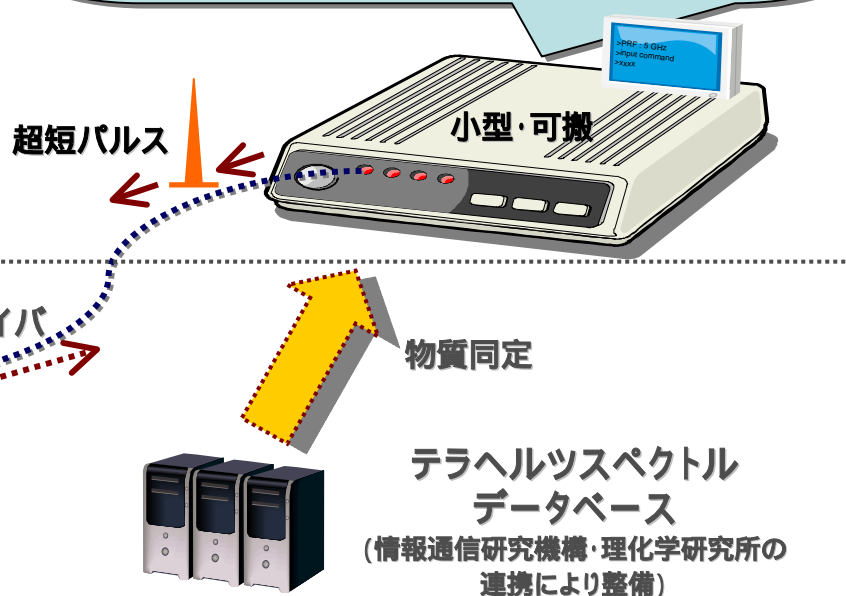 >PRF : 5 GHz
>input command
>xxxx
小型･可搬
超短パルス
イバ
物質同定
テラヘルツスペクトル
データベース
(情報通信研究機構･理化学研究所の
連携により整備)